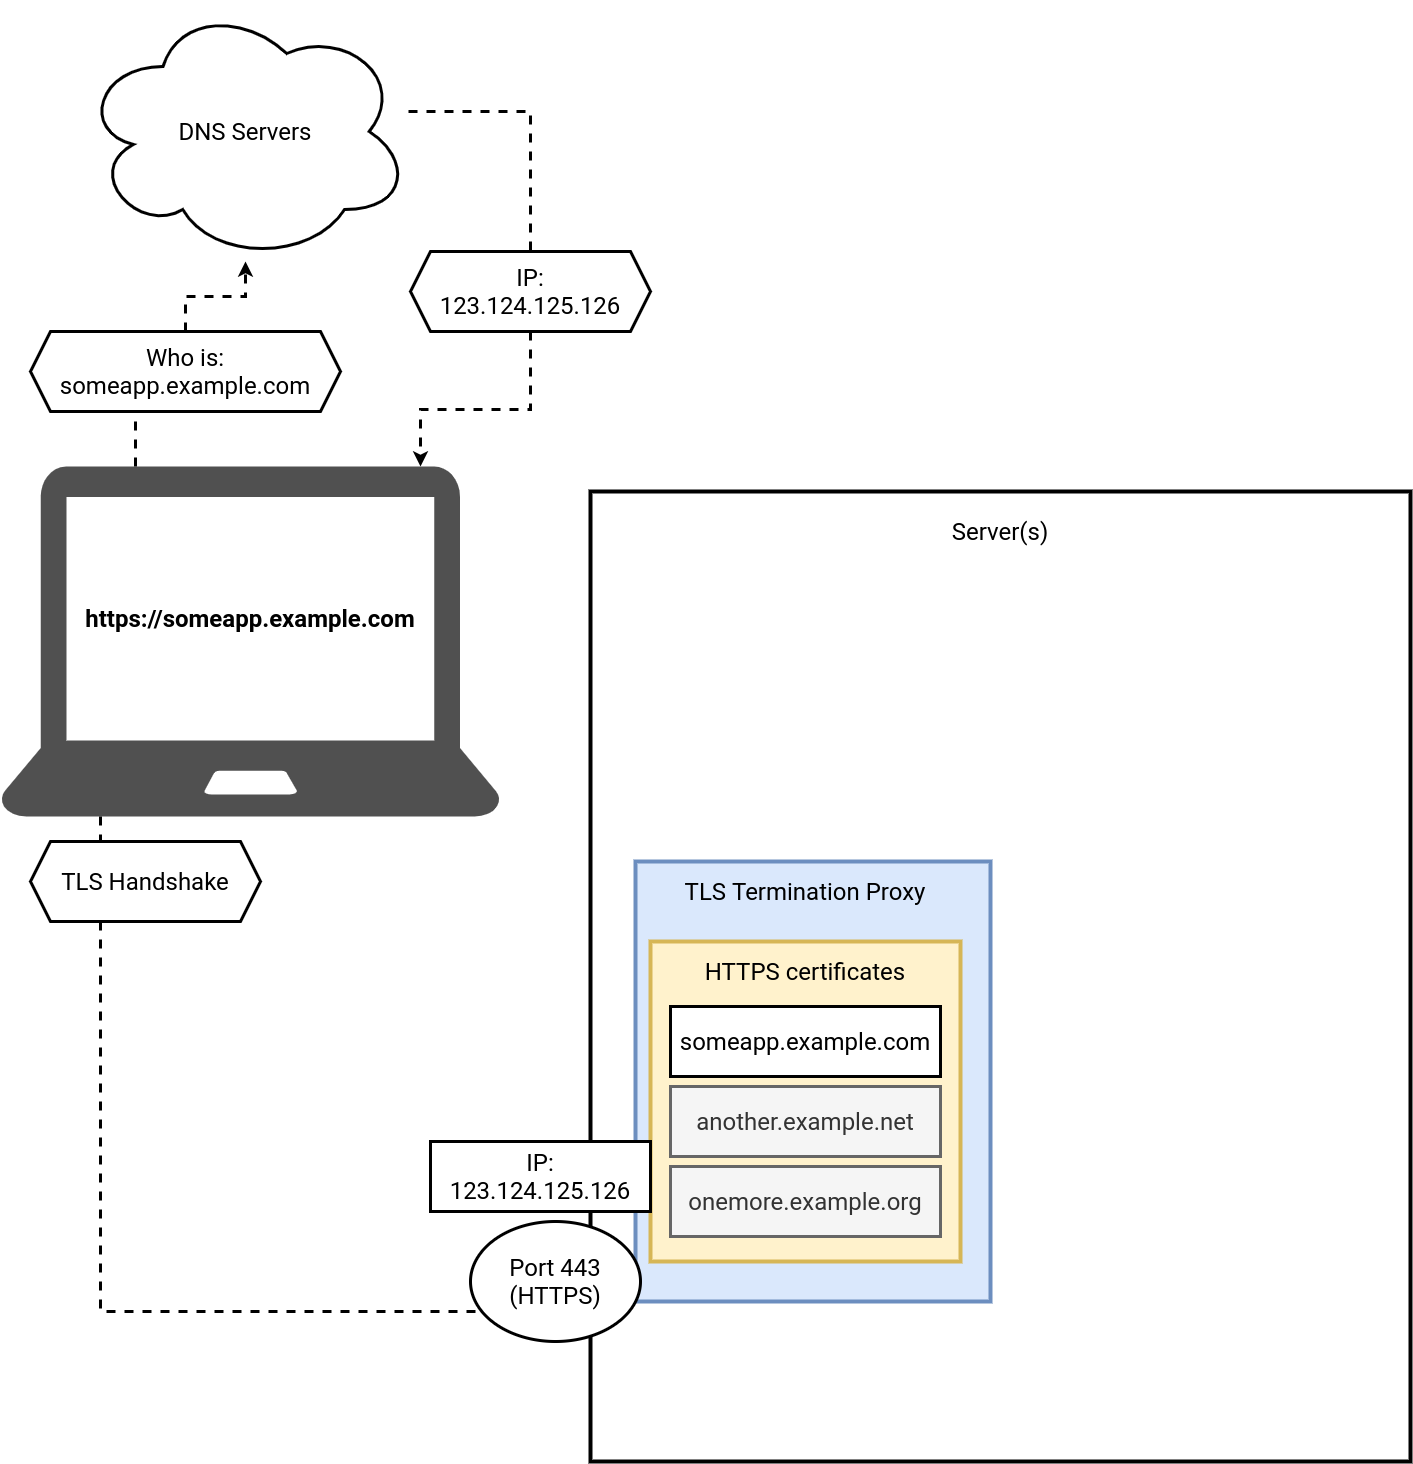 DNS Servers
IP:
123.124.125.126
Who is:
someapp.example.com
https://someapp.example.com
Server(s)
TLS Handshake
TLS Termination Proxy
HTTPS certificates
someapp.example.com
another.example.net
onemore.example.org
IP:
123.124.125.126
Port 443
(HTTPS)